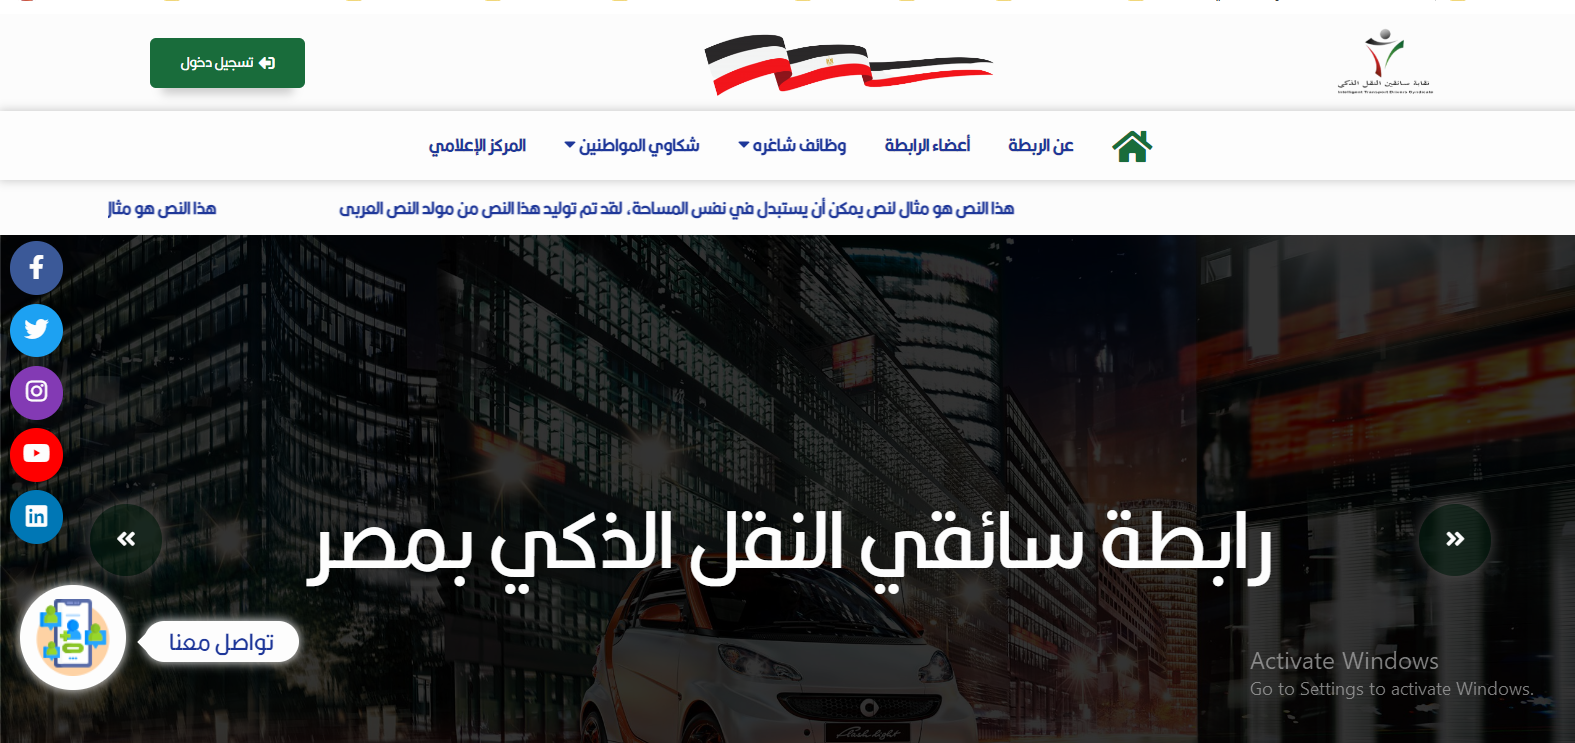 نقابة سائقين النقل الذكى
Intelligent Transport Drivers Syndicate
تسجيل دخول
عن الربطة
أعضاء الرابطة
وظائف شاغره
شكاوي المواطنين
المركز الإعلامي
هذا النص هو مثال لنص يمكن أن يستبدل في نفس المساحة، لقد تم توليد هذا النص من مولد النص العربى
هذا النص هو مثال
رابطة سائقي النقل الذكي بمصر
تواصل معنا
Activate Windows
Go to Settings to activate Windows.
flash light